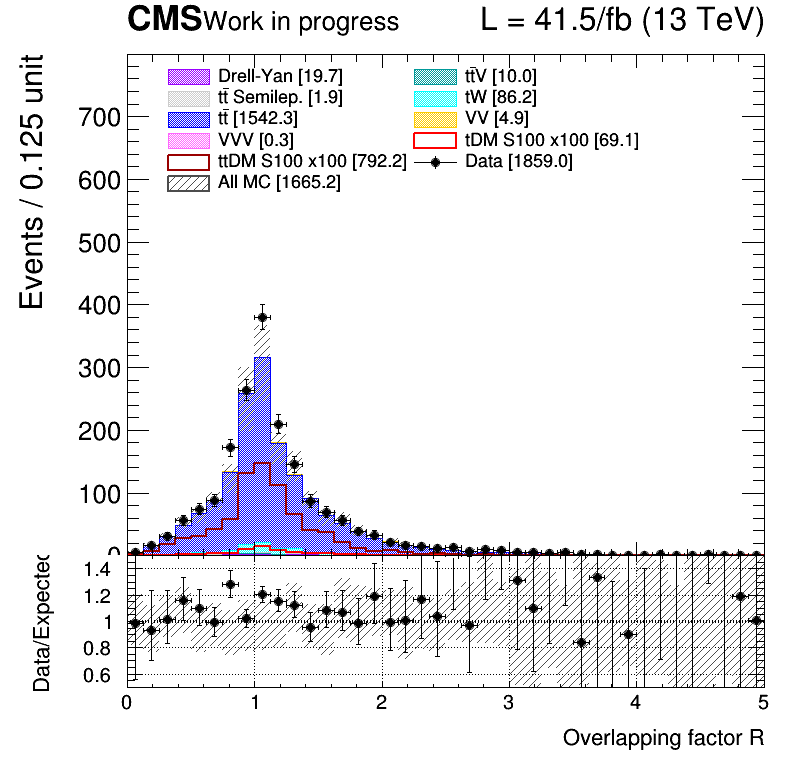 CMS Work in progress L = 41.5/fb (13 TeV)
Events / 0.125 unit
Drell-Yan [19.7] tt̄V [10.0]
tt̄ Semilep. [1.9] tW [86.2]
tt̄ [1542.3] VV [4.9]
VVV [0.3] tDM S100 x100 [69.1]
ttDM S100 x100 [792.2] Data [1859.0]
All MC [1665.2]
700
600
500
400
300
200
100
0
Data/Expected
1.4
1.2
1
0.8
0.6
0 1 2 3 4 5
Overlapping factor R